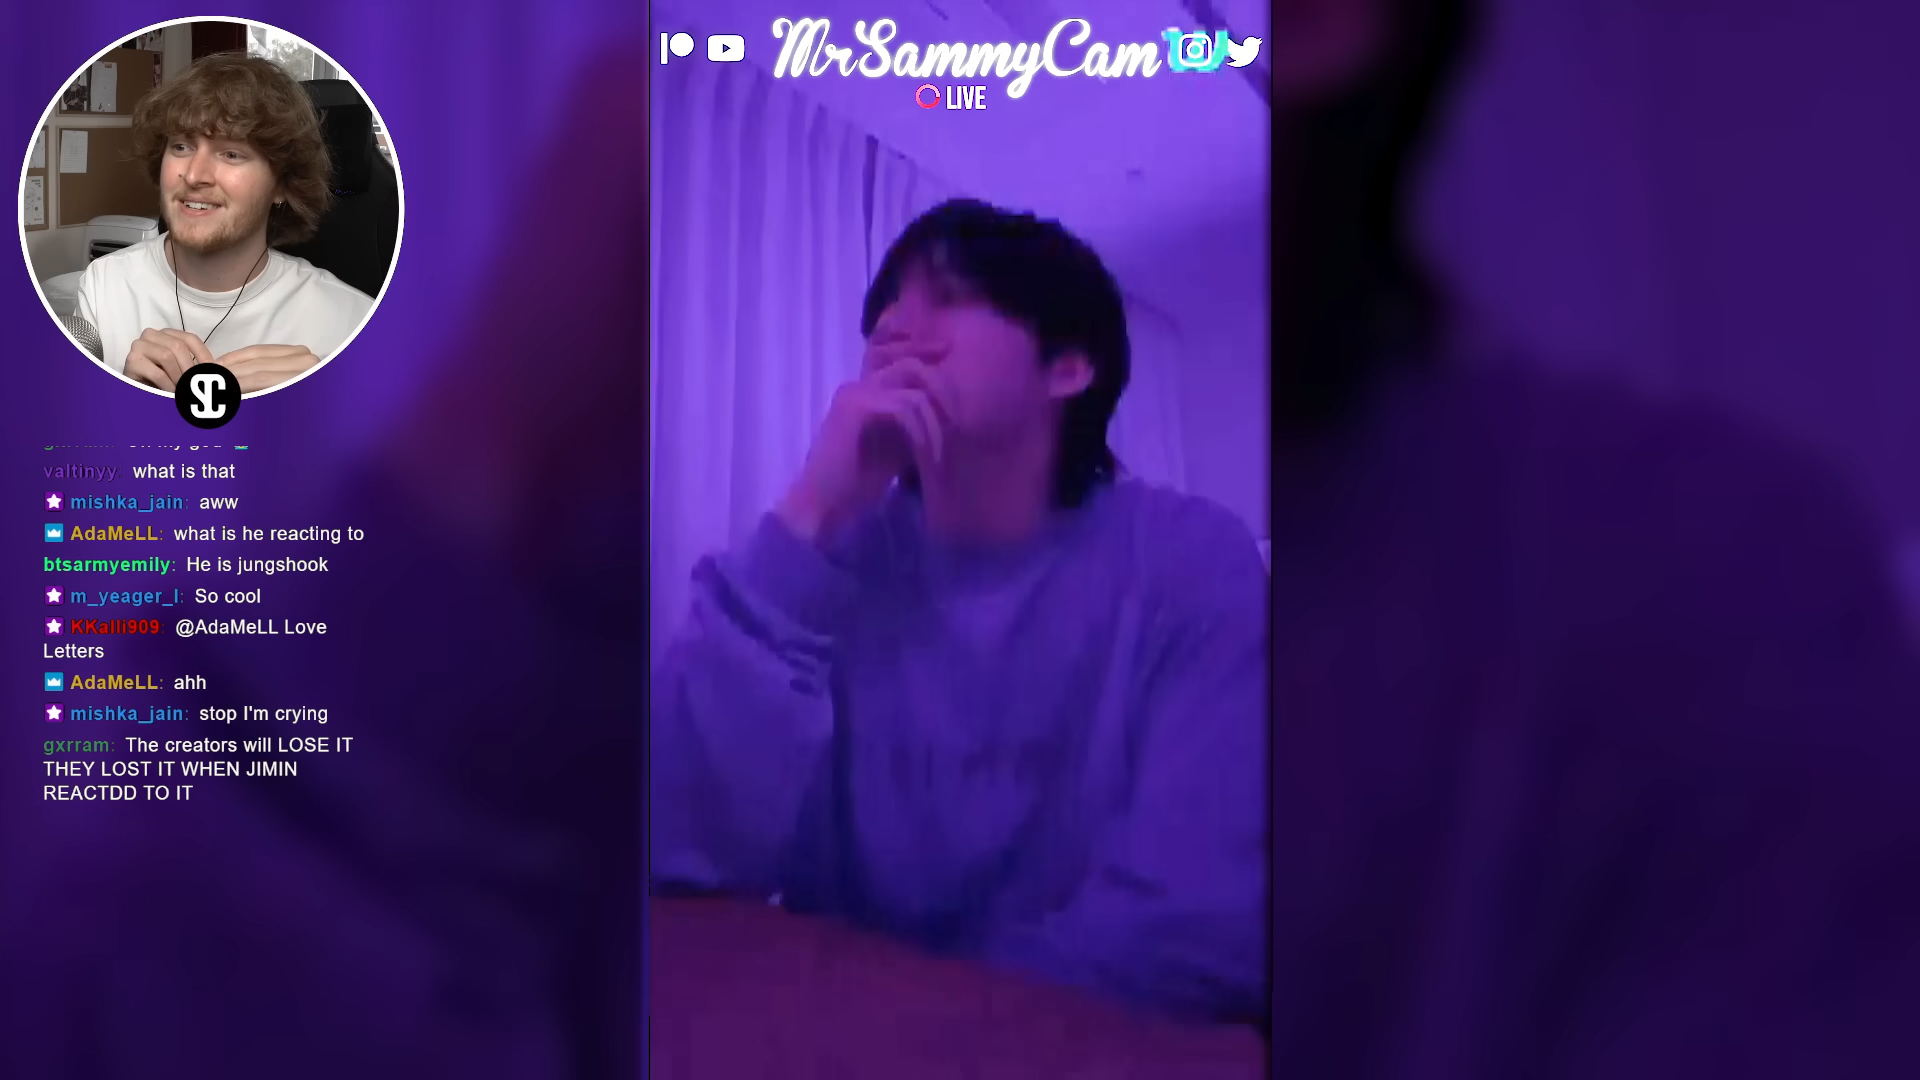 MrSammyCam
LIVE
SC
valtinyy: what is that
mishka_jain: aww
AdaMeLL: what is he reacting to
btsarmyemily: He is jungshook
m_yeager_l: So cool
KKalli909: @AdaMeLL Love
Letters
AdaMeLL: ahh
mishka_jain: stop I'm crying
gxrram: The creators will LOSE IT
THEY LOST IT WHEN JIMIN
REACTDD TO IT